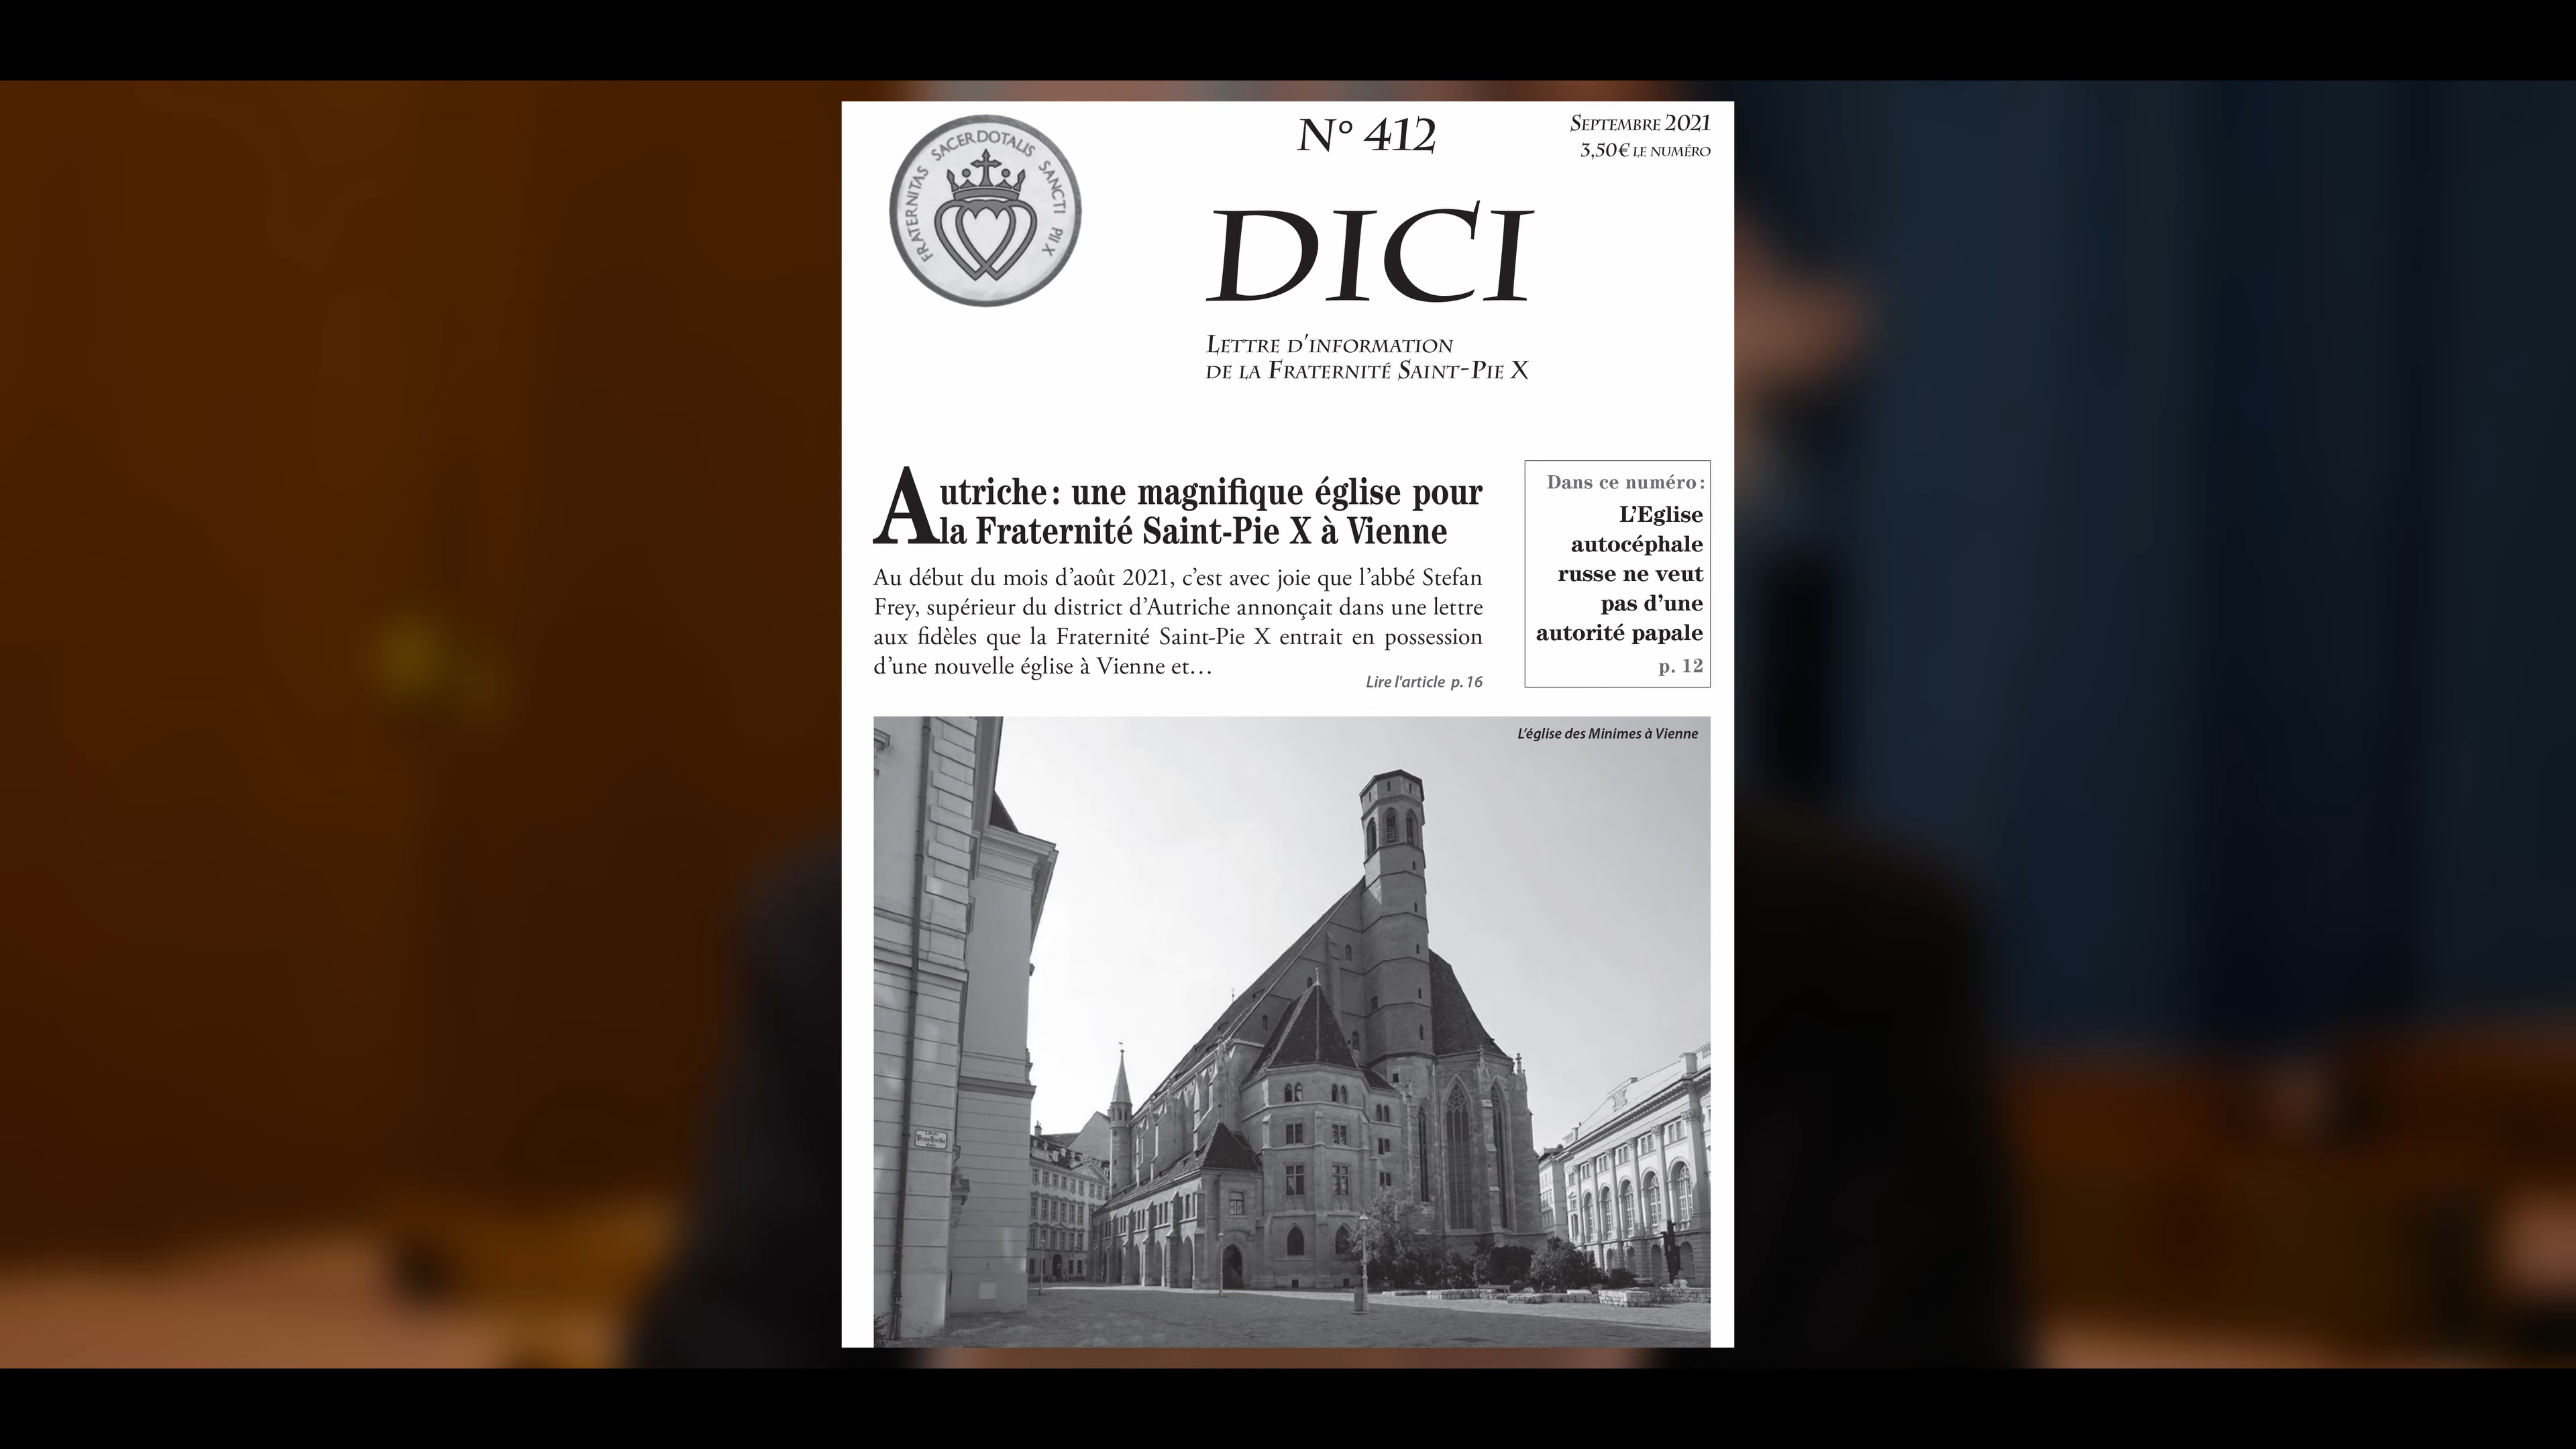 FRATERNITAS SACERDOTALIS SANCTI PII X
N° 412
SEPTEMBRE 2021
3,50€ LE NUMÉRO
DICI
LETTRE D'INFORMATION
DE LA FRATERNITÉ SAINT-PIE X
Autriche : une magnifique église pour
la Fraternité Saint-Pie X à Vienne
Au début du mois d'août 2021, c'est avec joie que l'abbé Stefan
Frey, supérieur du district d'Autriche annonçait dans une lettre
aux fidèles que la Fraternité Saint-Pie X entrait en possession
d'une nouvelle église à Vienne et…
Lire l'article p. 16
Dans ce numéro :
L'Eglise
autocéphale
russe ne veut
pas d'une
autorité papale
p. 12
L'église des Minimes à Vienne